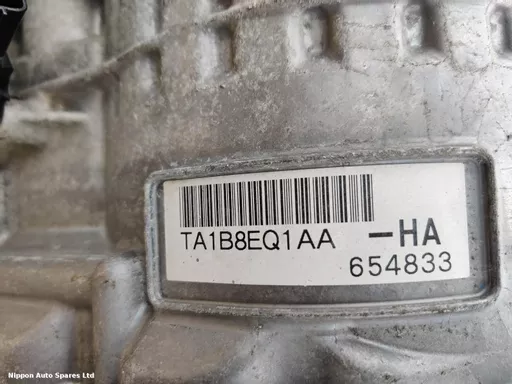 TA1B8EQ1AA -HA
654833
Nippon Auto Spares Ltd